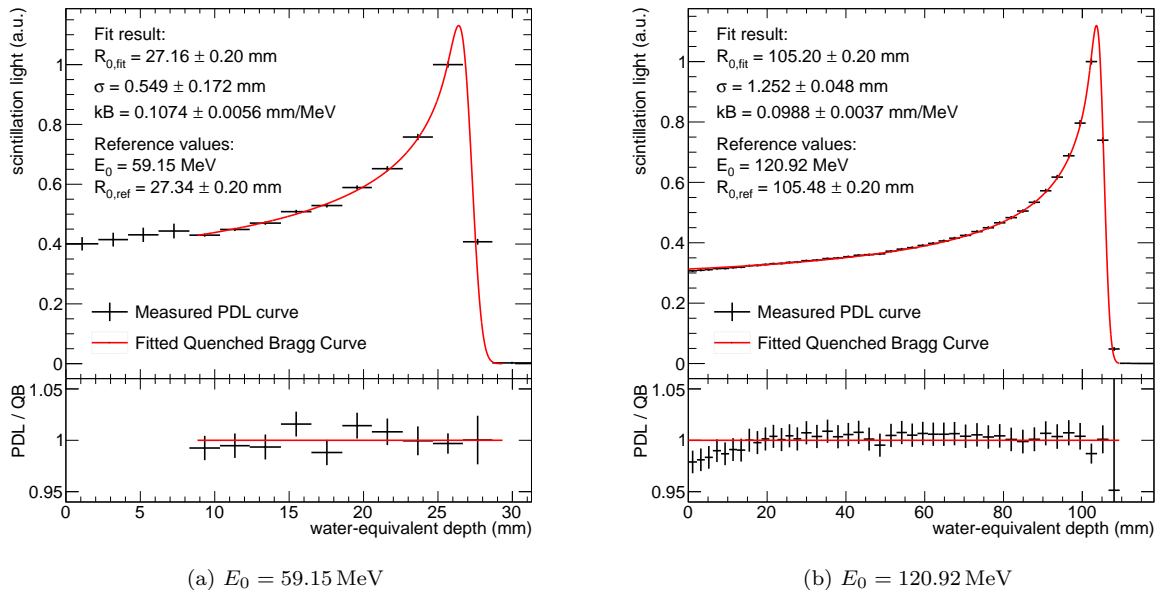 scintillation light (a.u.)
1
0.8
0.6
0.4
0.2
0
Fit result:
R0,fit = 27.16 ± 0.20 mm
σ = 0.549 ± 0.172 mm
kB = 0.1074 ± 0.0056 mm/MeV
Reference values:
E0 = 59.15 MeV
R0,ref = 27.34 ± 0.20 mm
Measured PDL curve
Fitted Quenched Bragg Curve
PDL / QB
1.05
1
0.95
0 5 10 15 20 25 30
water-equivalent depth (mm)
(a) E0 = 59.15 MeV
scintillation light (a.u.)
1
0.8
0.6
0.4
0.2
0
Fit result:
R0,fit = 105.20 ± 0.20 mm
σ = 1.252 ± 0.048 mm
kB = 0.0988 ± 0.0037 mm/MeV
Reference values:
E0 = 120.92 MeV
R0,ref = 105.48 ± 0.20 mm
Measured PDL curve
Fitted Quenched Bragg Curve
PDL / QB
1.05
1
0.95
0 20 40 60 80 100
water-equivalent depth (mm)
(b) E0 = 120.92 MeV